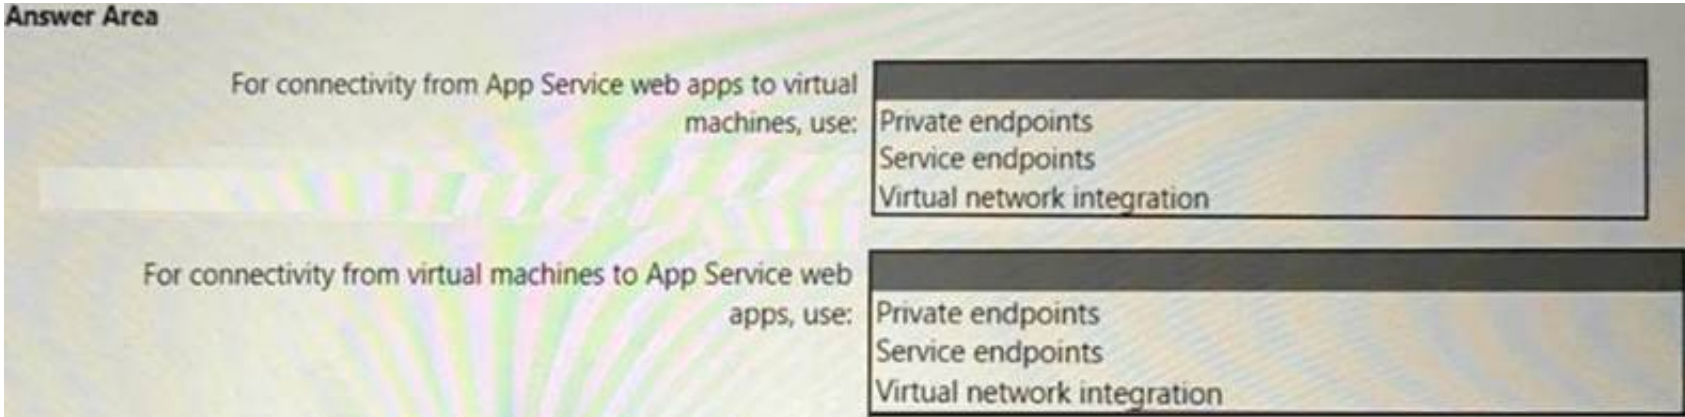 Answer Area
For connectivity from App Service web apps to virtual
machines, use:
Private endpoints
Service endpoints
Virtual network integration
For connectivity from virtual machines to App Service web
apps, use:
Private endpoints
Service endpoints
Virtual network integration